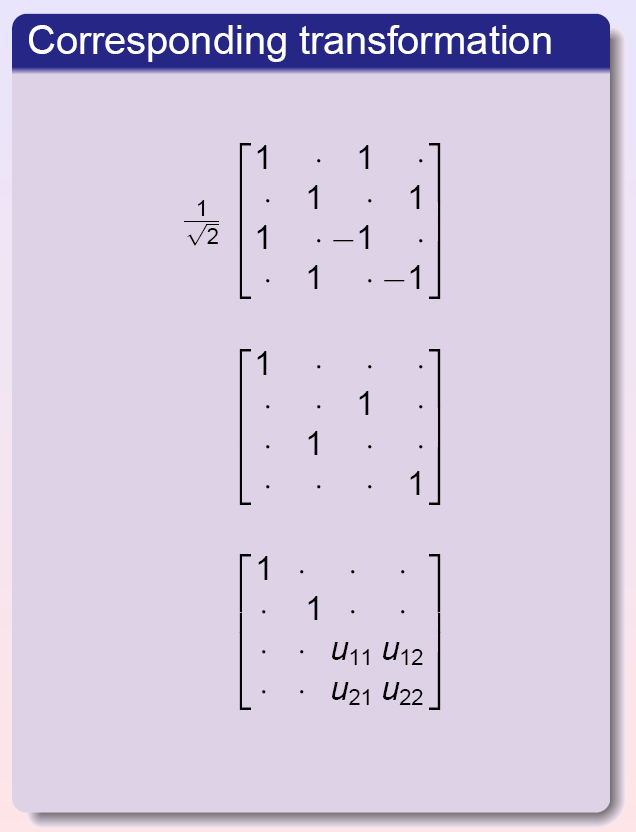 Corresponding transformation
1/√2
1 · 1 ·
· 1 · 1
1 · −1 ·
· 1 · −1
1 · · ·
· · 1 ·
· 1 · ·
· · · 1
1 · · ·
· 1 · ·
· · u₁₁ u₁₂
· · u₂₁ u₂₂